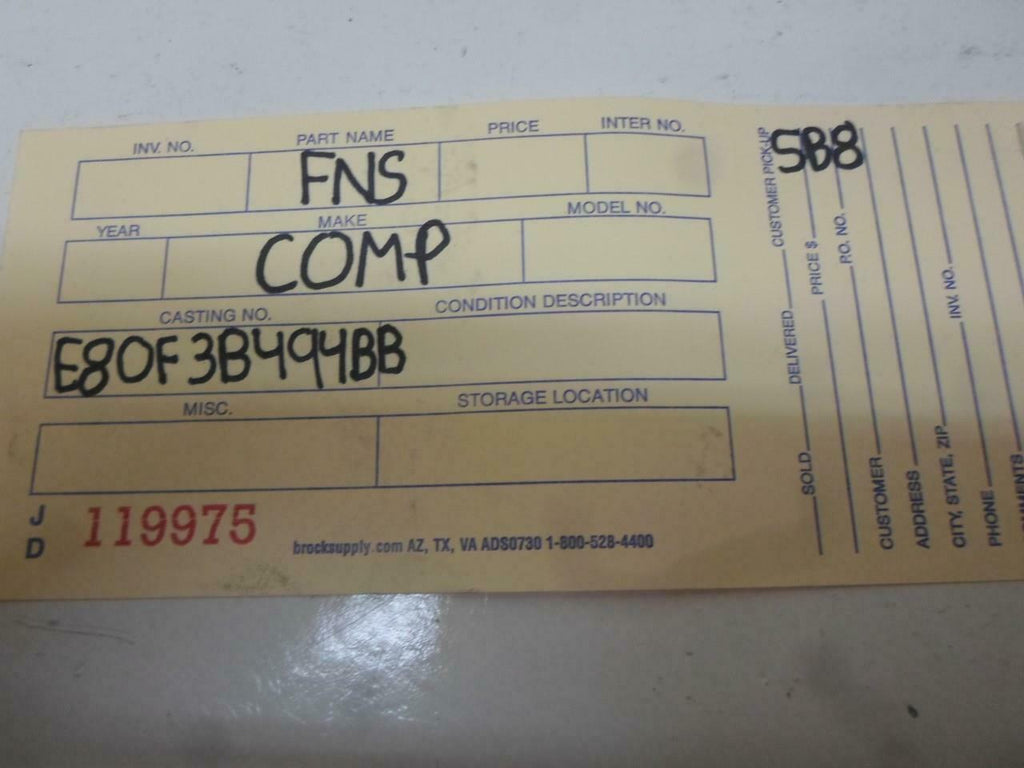 INV. NO. PART NAME PRICE INTER NO.
FNS
YEAR MAKE MODEL NO.
COMP
CASTING NO. CONDITION DESCRIPTION
E80F3B494BB
MISC. STORAGE LOCATION
J D 119975
brocksupply.com AZ, TX, VA ADS0730 1-800-528-4400
SB8
SOLD DELIVERED CUSTOMER PICK-UP
PRICE $
P.O. NO.
CUSTOMER
ADDRESS
CITY, STATE, ZIP INV. NO.
PHONE